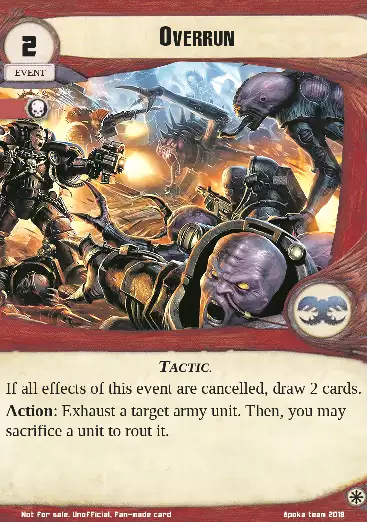 2
OVERRUN
EVENT
TACTIC.
If all effects of this event are cancelled, draw 2 cards.
Action: Exhaust a target army unit. Then, you may
sacrifice a unit to rout it.
Not for sale. Unofficial. Fan-made card
Apoka team 2018